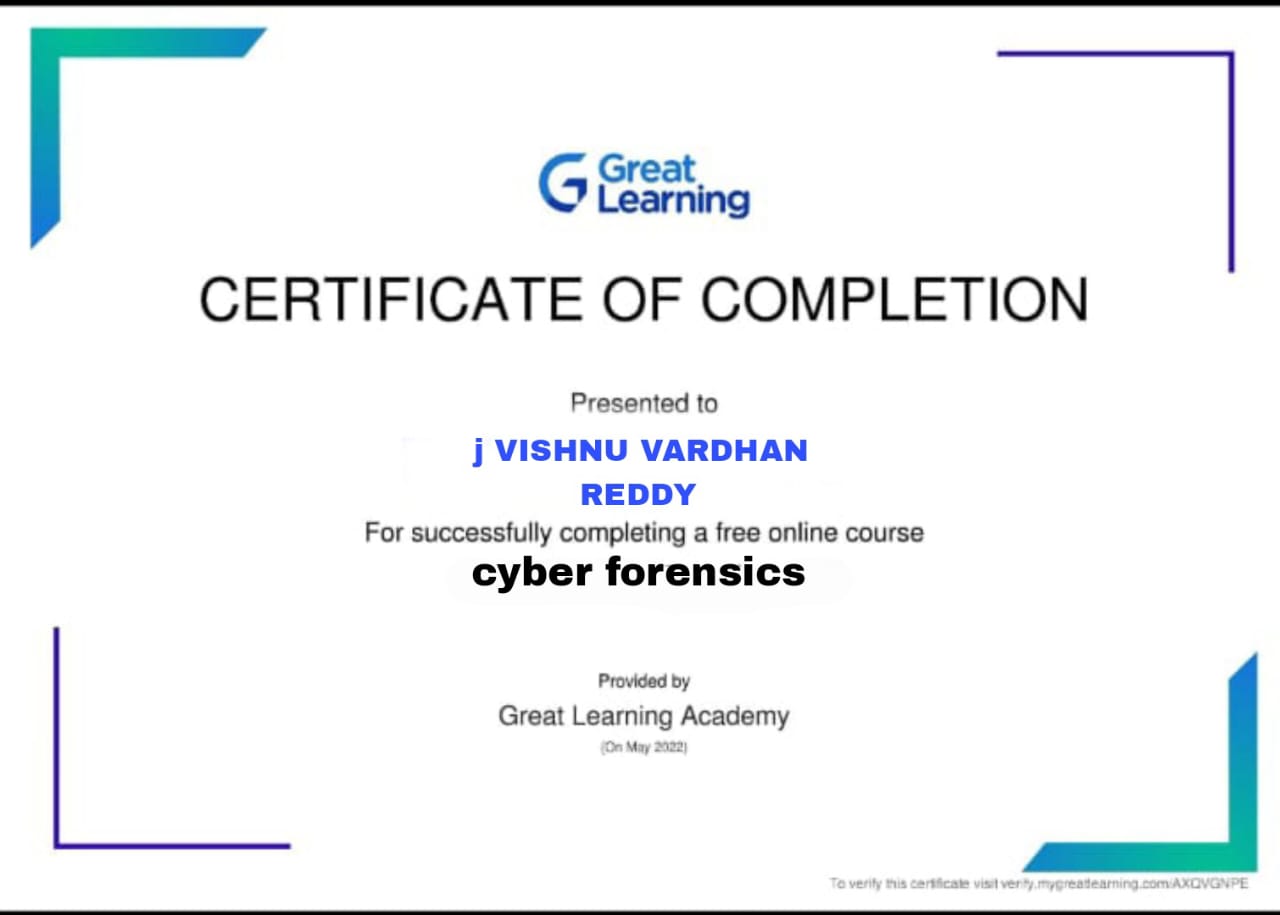 Great
Learning
CERTIFICATE OF COMPLETION
Presented to
j VISHNU VARDHAN
REDDY
For successfully completing a free online course
cyber forensics
Provided by
Great Learning Academy
(On May 2022)
To verify this certificate visit verify.mygreatlearning.com/AXQVGNPE